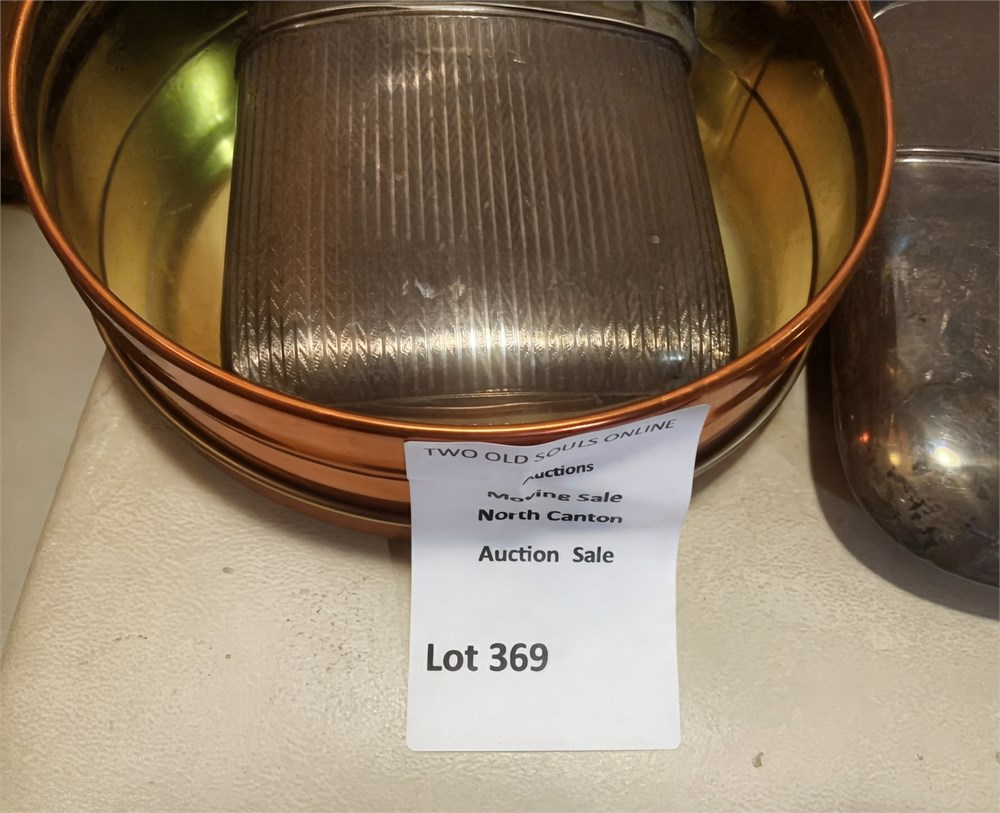 TWO OLD SOULS ONLINE
Auctions
Moving Sale
North Canton
Auction Sale
Lot 369